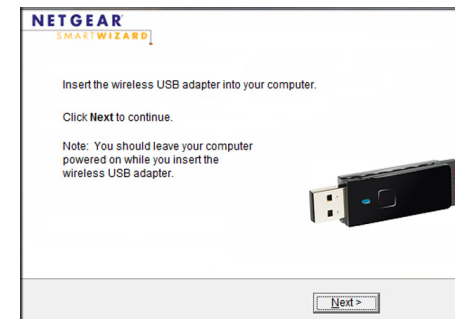 NETGEAR
SMARTWIZARD
Insert the wireless USB adapter into your computer.
Click Next to continue.
Note: You should leave your computer
powered on while you insert the
wireless USB adapter.
Next >